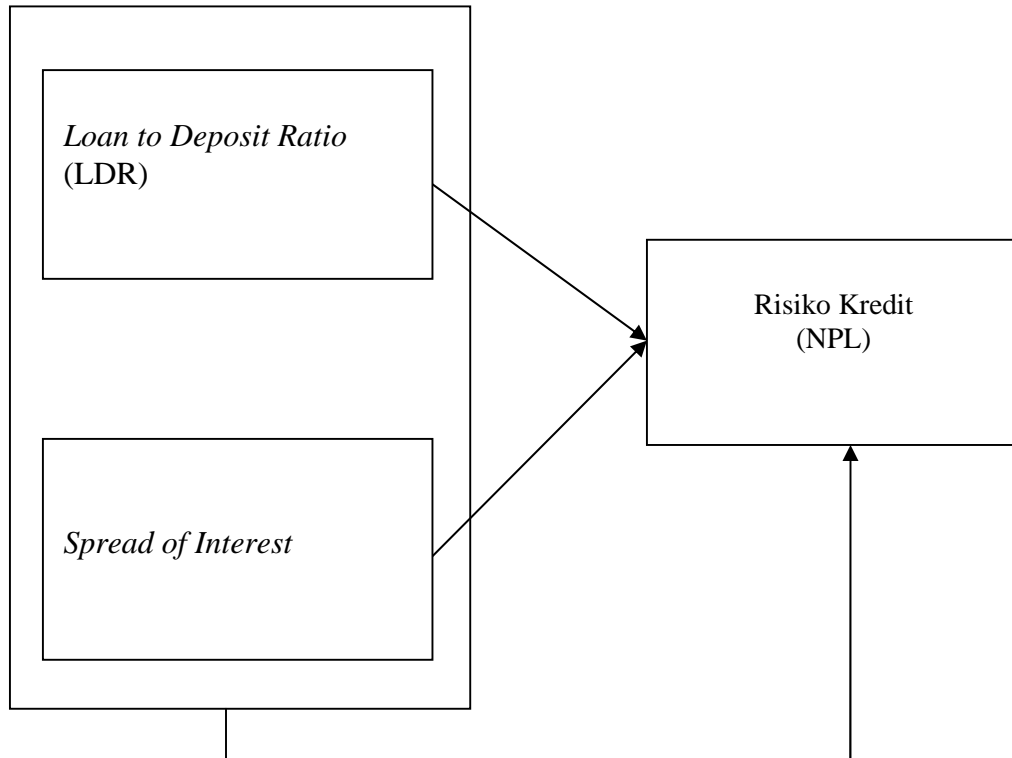 Loan to Deposit Ratio
(LDR)
Risiko Kredit
(NPL)
Spread of Interest